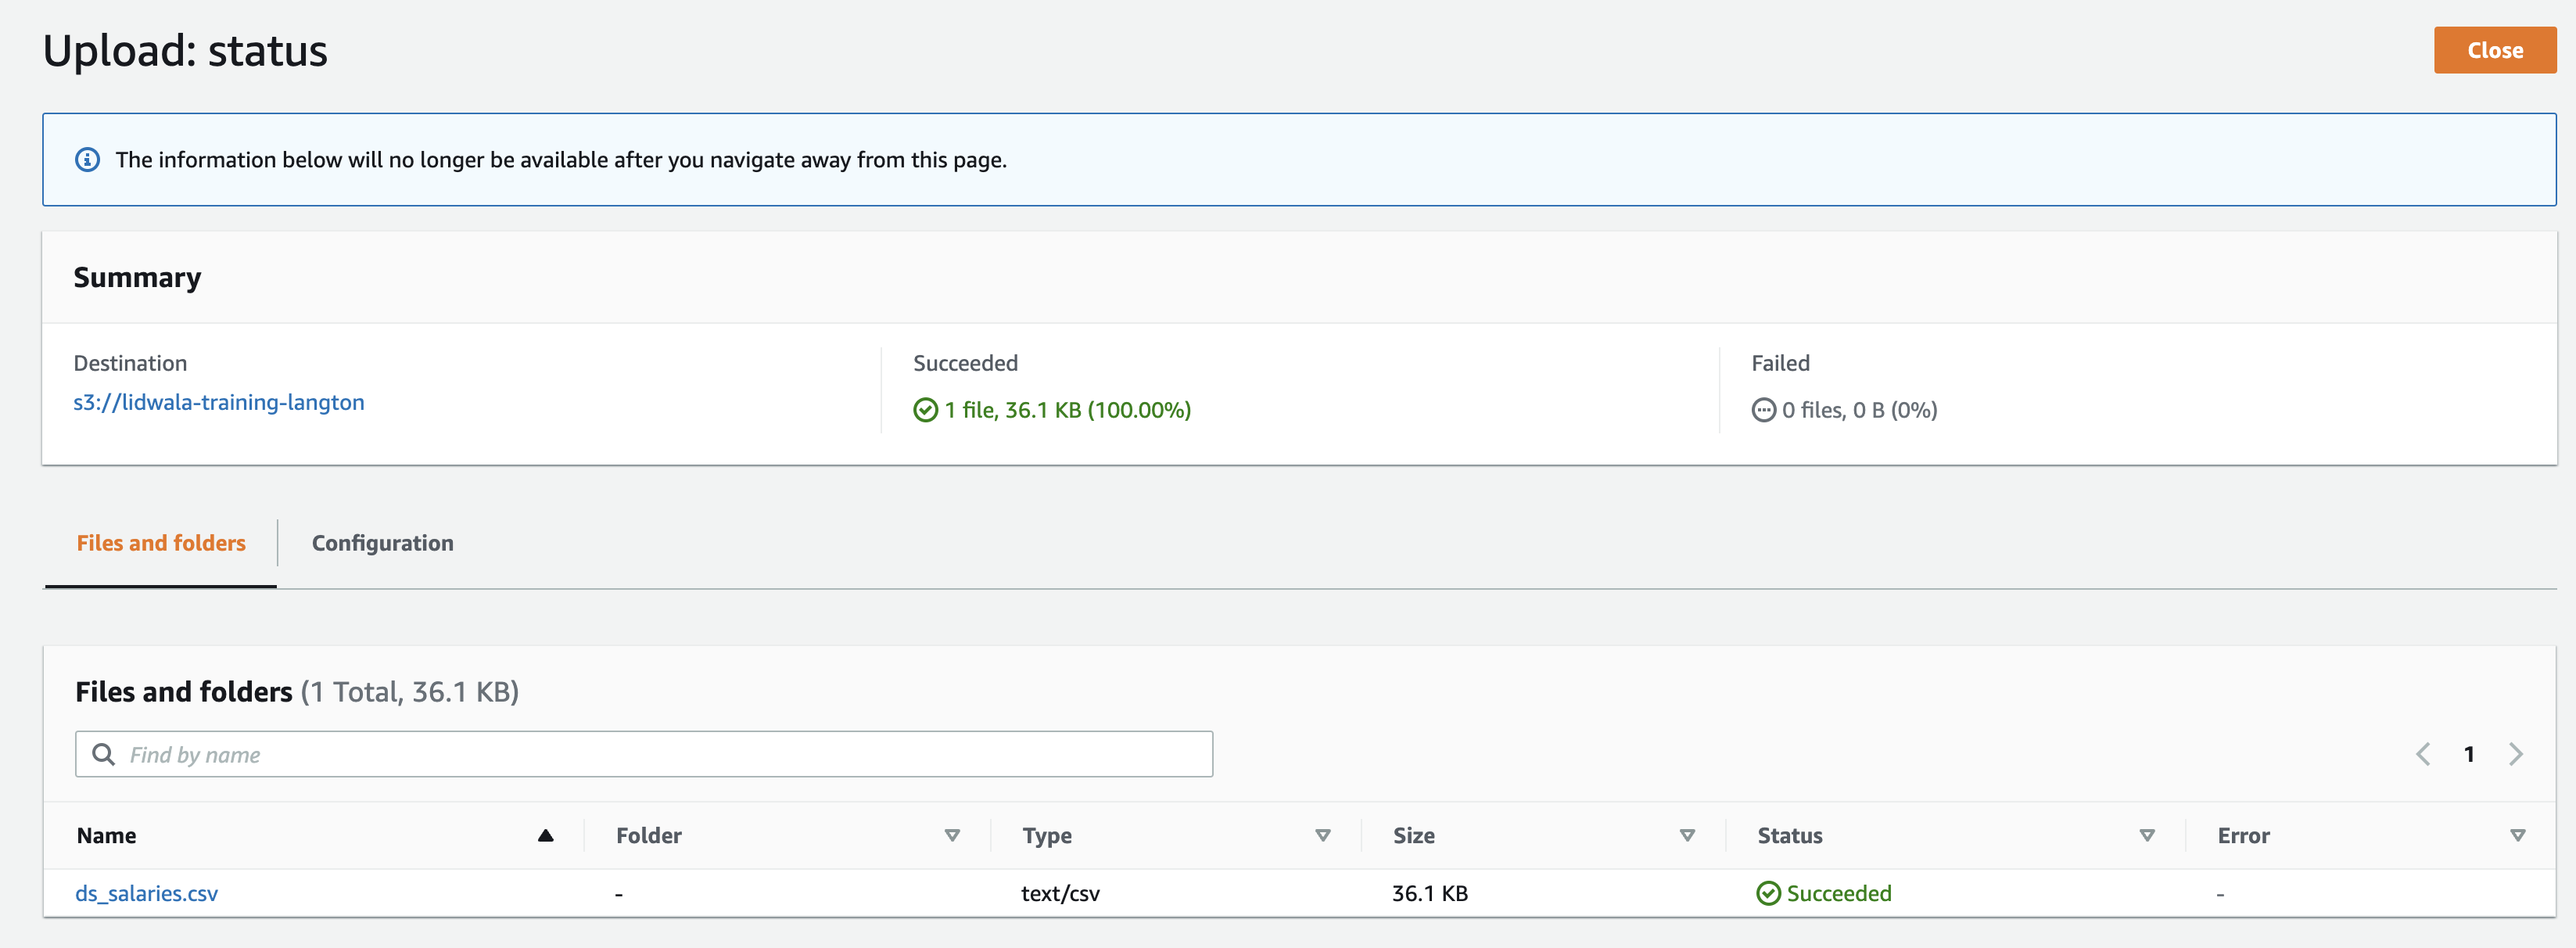 Upload: status
Close
The information below will no longer be available after you navigate away from this page.
Summary
Destination
s3://lidwala-training-langton
Succeeded
1 file, 36.1 KB (100.00%)
Failed
0 files, 0 B (0%)
Files and folders
Configuration
Files and folders (1 Total, 36.1 KB)
Find by name
1
Name Folder Type Size Status Error
ds_salaries.csv - text/csv 36.1 KB Succeeded -